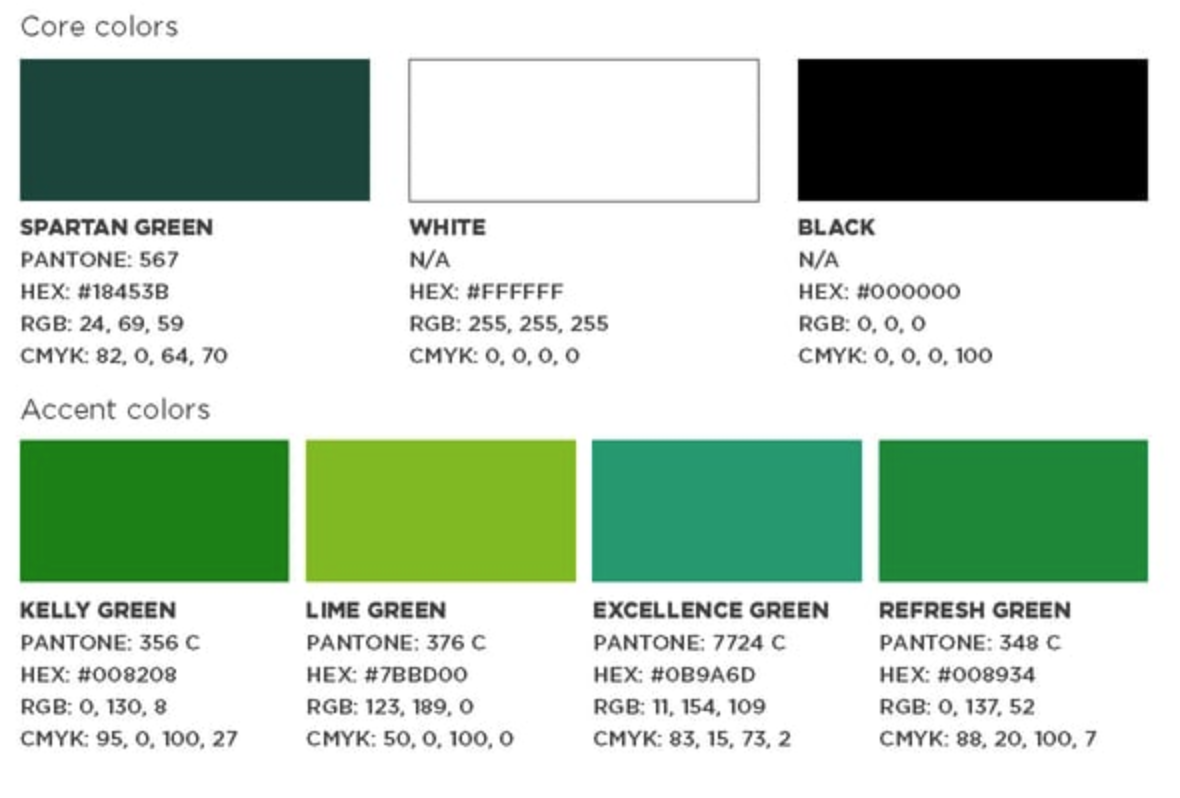 Core colors
SPARTAN GREEN
PANTONE: 567
HEX: #18453B
RGB: 24, 69, 59
CMYK: 82, 0, 64, 70
WHITE
N/A
HEX: #FFFFFF
RGB: 255, 255, 255
CMYK: 0, 0, 0, 0
BLACK
N/A
HEX: #000000
RGB: 0, 0, 0
CMYK: 0, 0, 0, 100
Accent colors
KELLY GREEN
PANTONE: 356 C
HEX: #008208
RGB: 0, 130, 8
CMYK: 95, 0, 100, 27
LIME GREEN
PANTONE: 376 C
HEX: #7BBD00
RGB: 123, 189, 0
CMYK: 50, 0, 100, 0
EXCELLENCE GREEN
PANTONE: 7724 C
HEX: #0B9A6D
RGB: 11, 154, 109
CMYK: 83, 15, 73, 2
REFRESH GREEN
PANTONE: 348 C
HEX: #008934
RGB: 0, 137, 52
CMYK: 88, 20, 100, 7